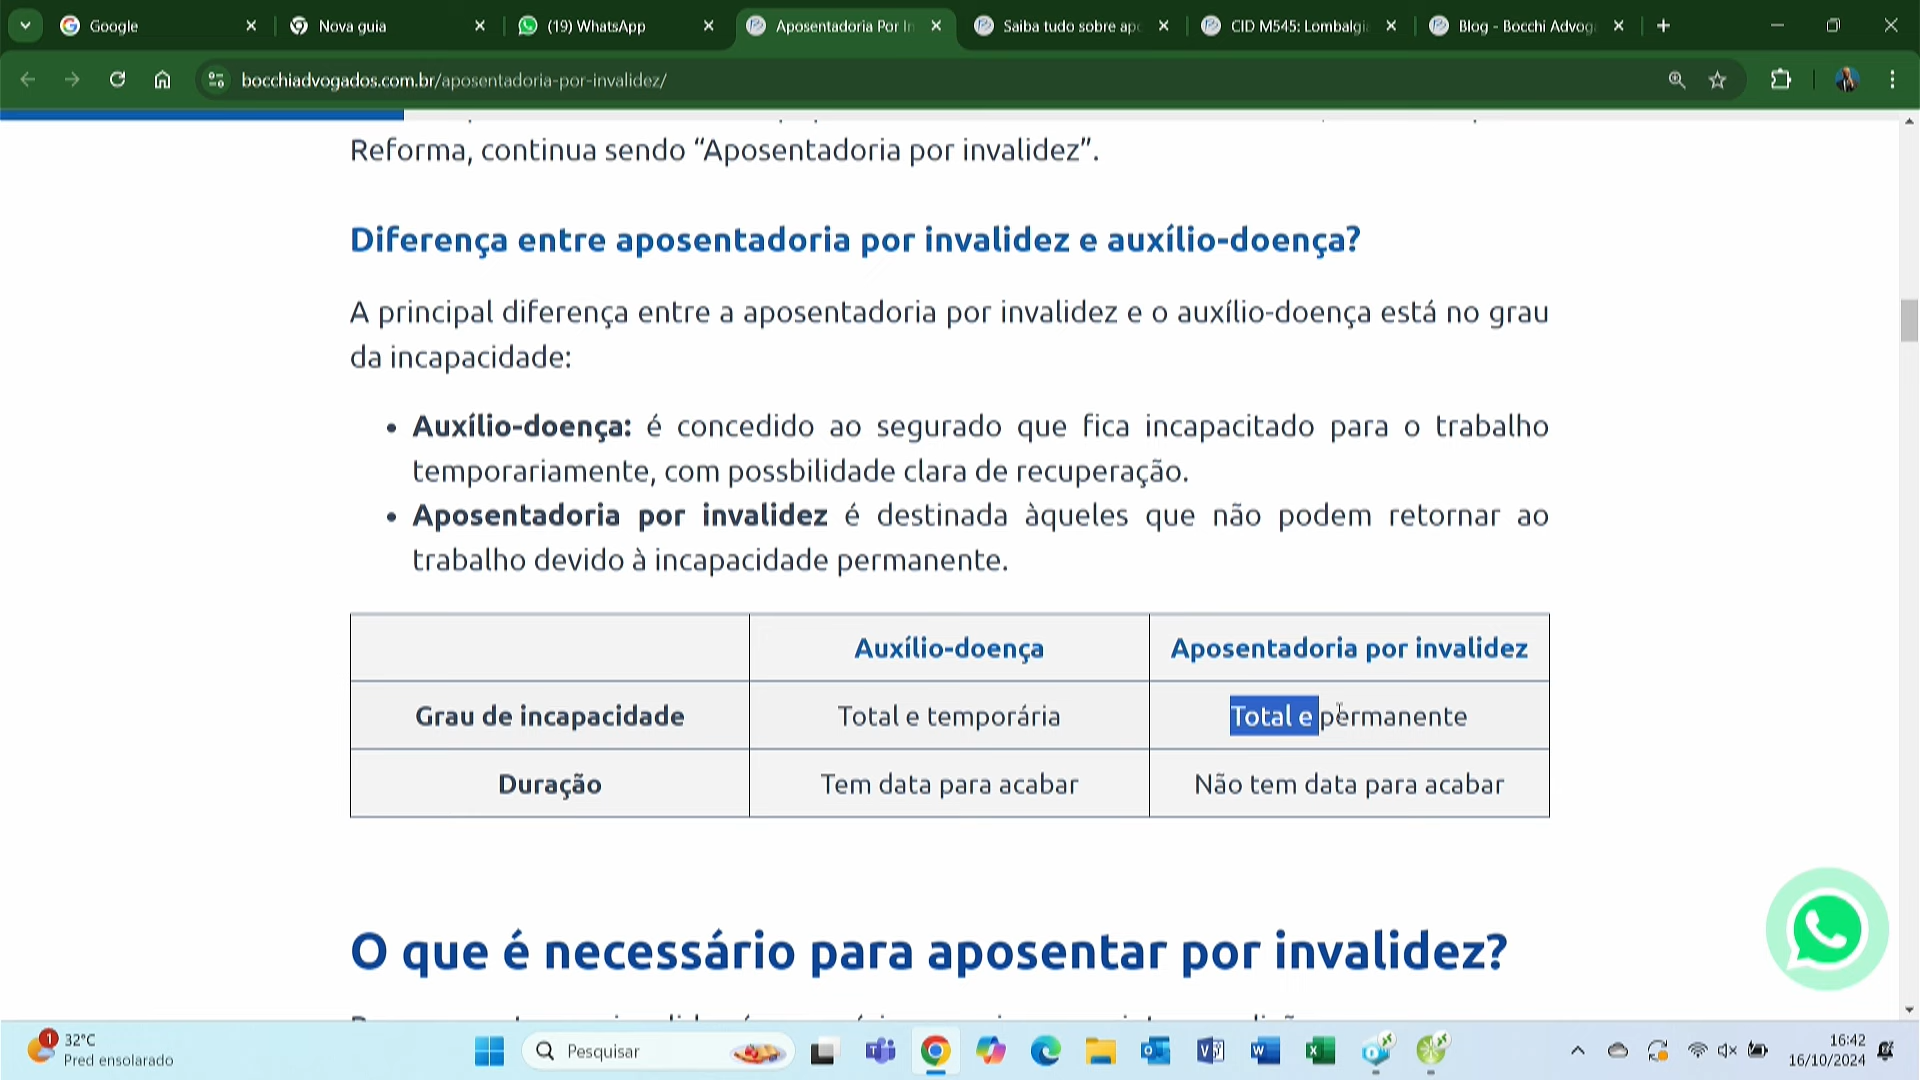 Google
Nova guia
(19) WhatsApp
Aposentadoria Por In
Saiba tudo sobre apo
CID M545: Lombalgi
Blog - Bocchi Advog
bocchiadvogados.com.br/aposentadoria-por-invalidez/
Reforma, continua sendo “Aposentadoria por invalidez”.
Diferença entre aposentadoria por invalidez e auxílio-doença?
A principal diferença entre a aposentadoria por invalidez e o auxílio-doença está no grau
da incapacidade:
• Auxílio-doença: é concedido ao segurado que fica incapacitado para o trabalho
temporariamente, com possbilidade clara de recuperação.
• Aposentadoria por invalidez é destinada àqueles que não podem retornar ao
trabalho devido à incapacidade permanente.
Auxílio-doença Aposentadoria por invalidez
Grau de incapacidade Total e temporária Total e permanente
Duração Tem data para acabar Não tem data para acabar
O que é necessário para aposentar por invalidez?
1
32°C
Pred ensolarado
Pesquisar
16:42
16/10/2024